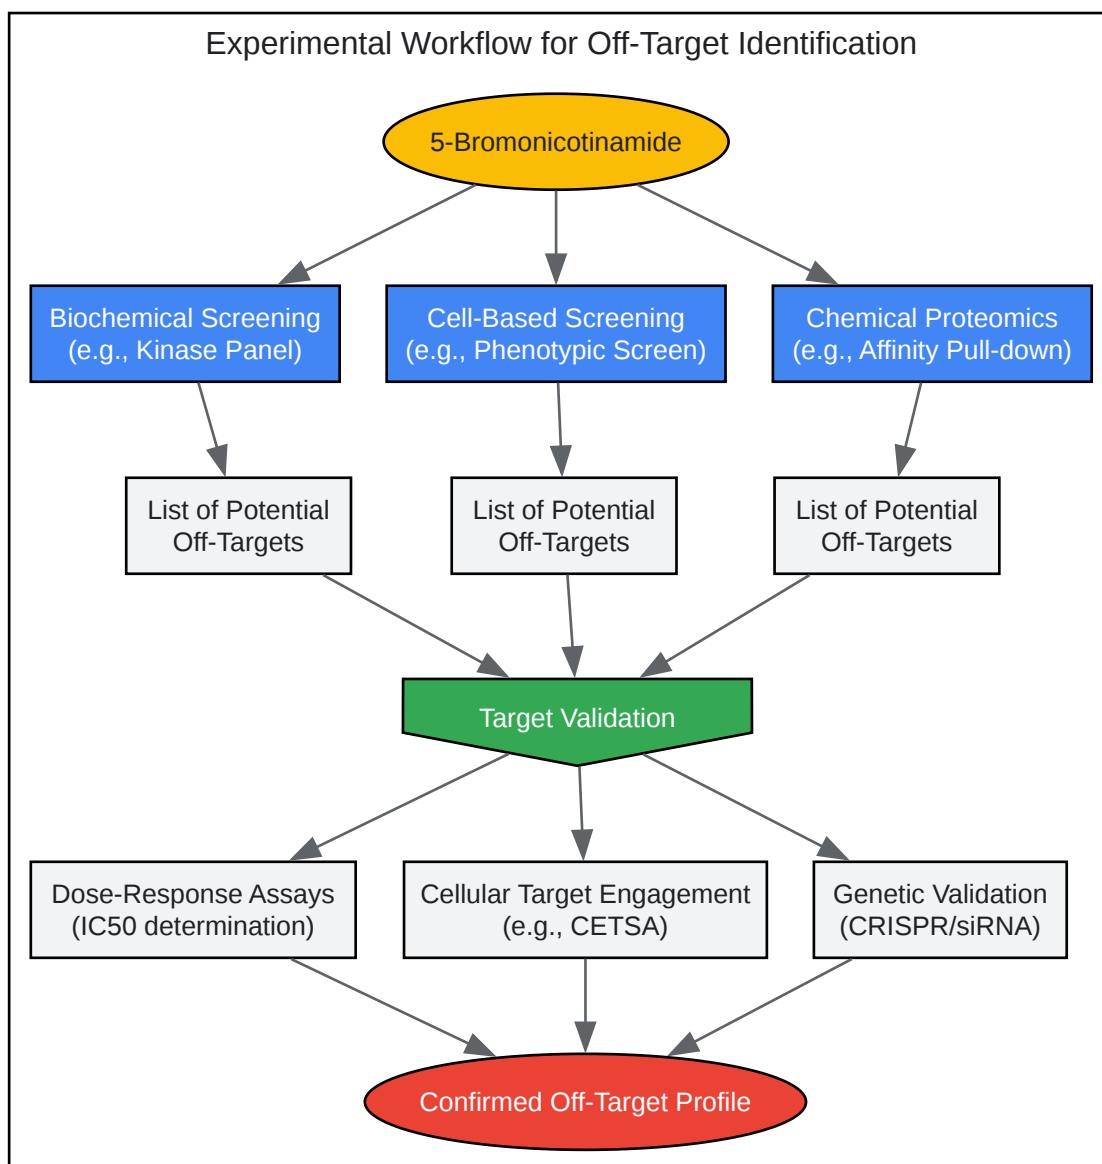 Experimental Workflow for Off-Target Identification
5-Bromonicotinamide
Biochemical Screening
(e.g., Kinase Panel)
Cell-Based Screening
(e.g., Phenotypic Screen)
Chemical Proteomics
(e.g., Affinity Pull-down)
List of Potential
Off-Targets
List of Potential
Off-Targets
List of Potential
Off-Targets
Target Validation
Dose-Response Assays
(IC50 determination)
Cellular Target Engagement
(e.g., CETSA)
Genetic Validation
(CRISPR/siRNA)
Confirmed Off-Target Profile